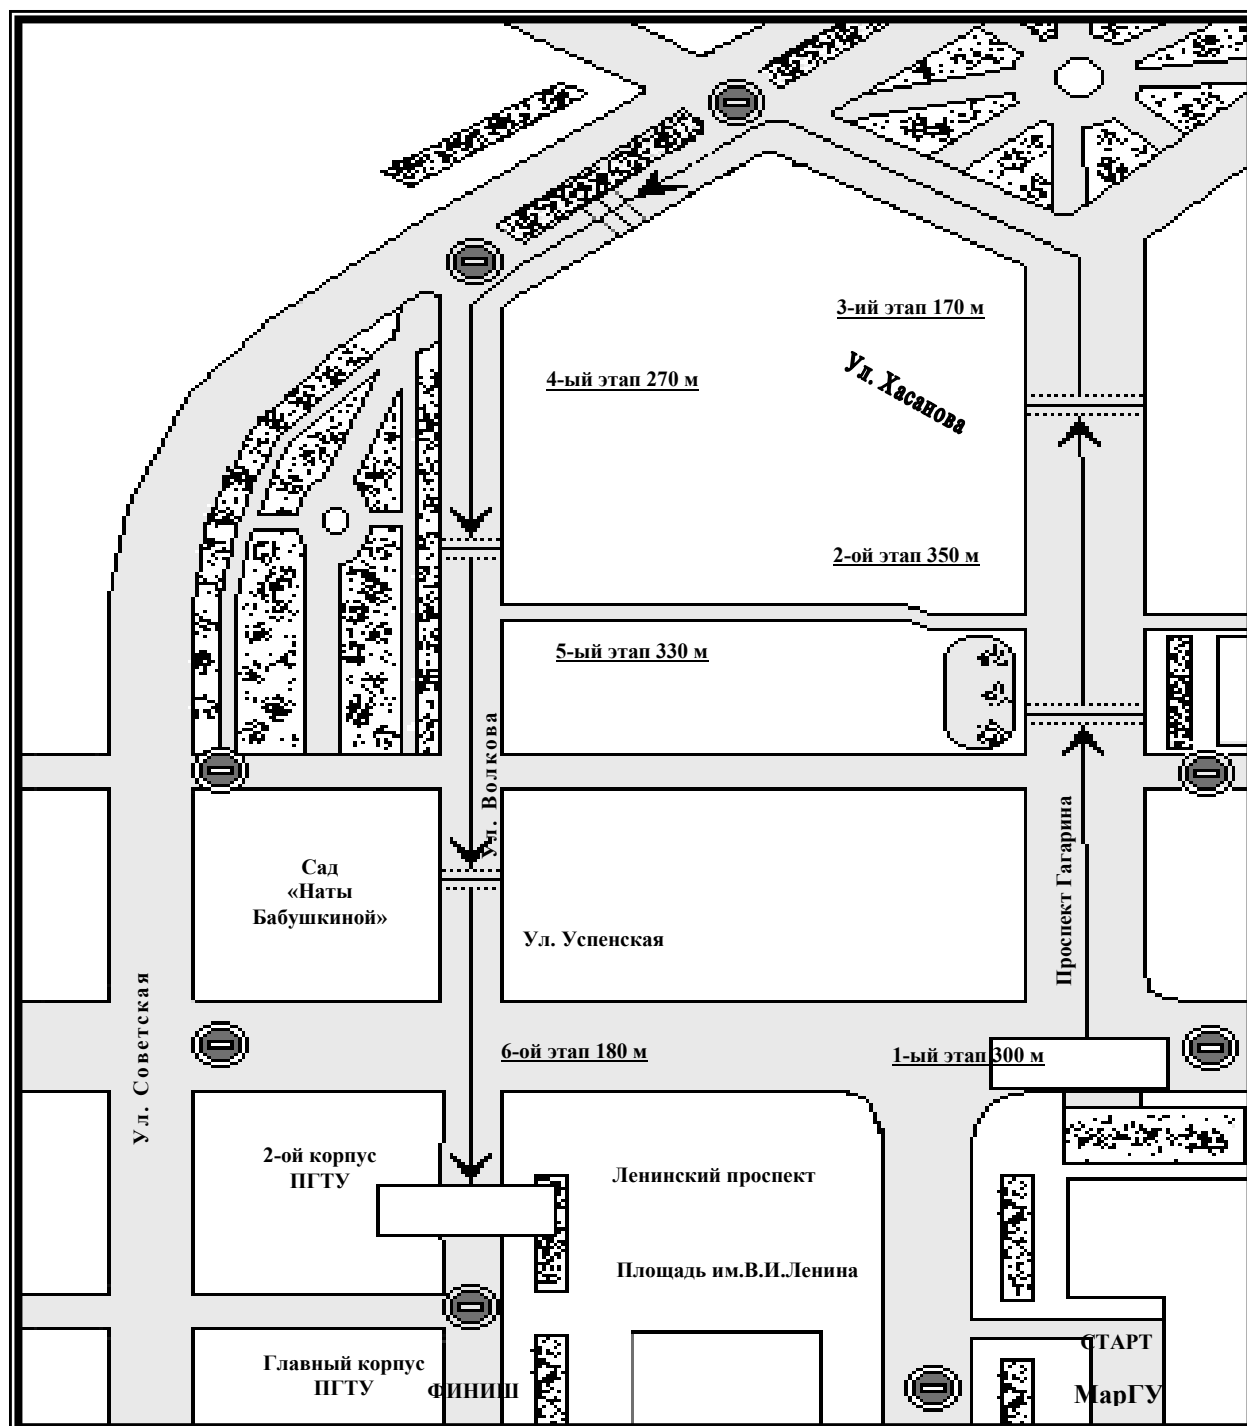 3-ий этап 170 м
Ул. Хасанова
4-ый этап 270 м
2-ой этап 350 м
5-ый этап 330 м
Ул. Волкова
Проспект Гагарина
Сад
«Наты
Бабушкиной»
Ул. Успенская
Ул. Советская
6-ой этап 180 м
1-ый этап 300 м
2-ой корпус
ПГТУ
Ленинский проспект
Площадь им.В.И.Ленина
СТАРТ
Главный корпус
ПГТУ
ФИНИШ
МарГУ